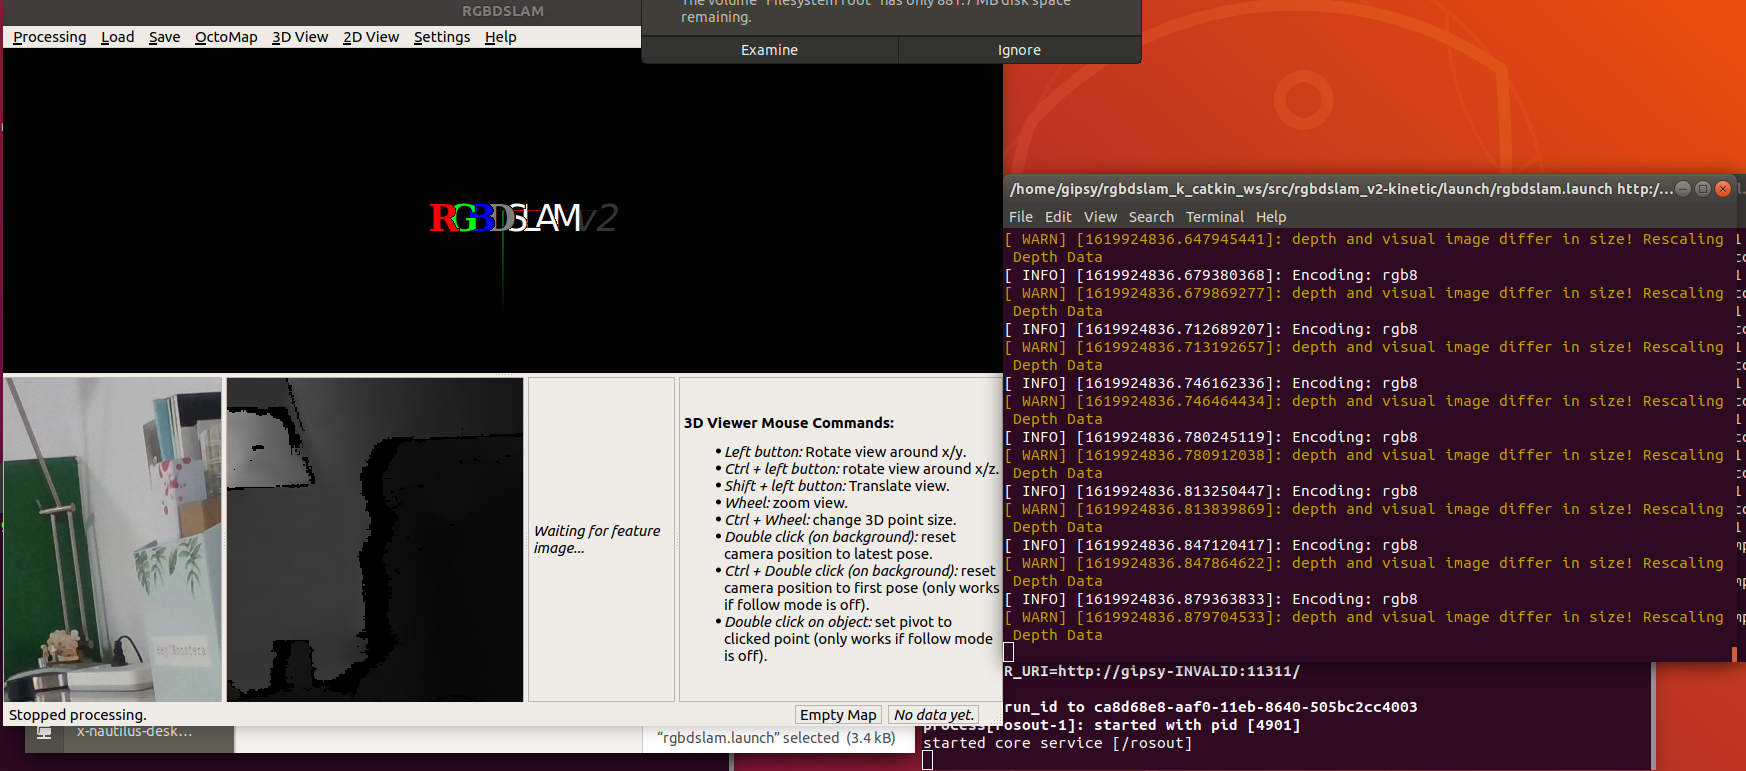 RGBDSLAM
The volume "Filesystem root" has only 881.7 MB disk space
remaining.
Examine
Ignore
Processing Load Save OctoMap 3D View 2D View Settings Help
RGBDSLAMv2
/home/gipsy/rgbdslam_k_catkin_ws/src/rgbdslam_v2-kinetic/launch/rgbdslam.launch http:/...
File Edit View Search Terminal Help
[ WARN] [1619924836.647945441]: depth and visual image differ in size! Rescaling
Depth Data
[ INFO] [1619924836.679380368]: Encoding: rgb8
[ WARN] [1619924836.679869277]: depth and visual image differ in size! Rescaling
Depth Data
[ INFO] [1619924836.712689207]: Encoding: rgb8
[ WARN] [1619924836.713192657]: depth and visual image differ in size! Rescaling
Depth Data
[ INFO] [1619924836.746162336]: Encoding: rgb8
[ WARN] [1619924836.746464434]: depth and visual image differ in size! Rescaling
Depth Data
[ INFO] [1619924836.780245119]: Encoding: rgb8
[ WARN] [1619924836.780912038]: depth and visual image differ in size! Rescaling
Depth Data
[ INFO] [1619924836.813250447]: Encoding: rgb8
[ WARN] [1619924836.813839869]: depth and visual image differ in size! Rescaling
Depth Data
[ INFO] [1619924836.847120417]: Encoding: rgb8
[ WARN] [1619924836.847864622]: depth and visual image differ in size! Rescaling
Depth Data
[ INFO] [1619924836.879363833]: Encoding: rgb8
[ WARN] [1619924836.879704533]: depth and visual image differ in size! Rescaling
Depth Data
Waiting for feature
image...
3D Viewer Mouse Commands:
• Left button: Rotate view around x/y.
• Ctrl + left button: rotate view around x/z.
• Shift + left button: Translate view.
• Wheel: zoom view.
• Ctrl + Wheel: change 3D point size.
• Double click (on background): reset
camera position to latest pose.
• Ctrl + Double click (on background): reset
camera position to first pose (only works
if follow mode is off).
• Double click on object: set pivot to
clicked point (only works if follow mode
is off).
Stopped processing.
Empty Map
No data yet.
x-nautilus-desk...
"rgbdslam.launch" selected (3.4 kB)
R_URI=http://gipsy-INVALID:11311/
run_id to ca8d68e8-aaf0-11eb-8640-505bc2cc4003
process[rosout-1]: started with pid [4901]
started core service [/rosout]